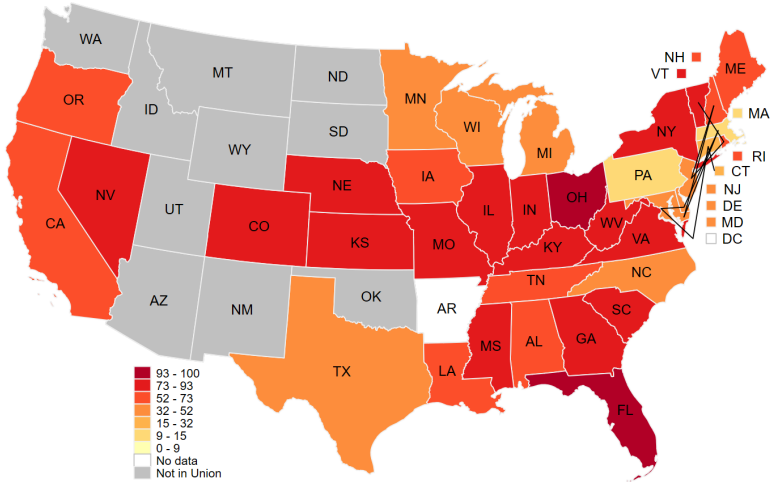 WA
MT
ND
MN
NH
VT
ME
OR
ID
SD
WI
MI
NY
MA
WY
RI
CT
NE
IA
PA
NJ
NV
UT
CO
IL
IN
OH
DE
CA
KS
MO
KY
WV
VA
MD
DC
AZ
NM
OK
AR
TN
NC
SC
TX
LA
MS
AL
GA
FL
93 - 100
73 - 93
52 - 73
32 - 52
15 - 32
9 - 15
0 - 9
No data
Not in Union